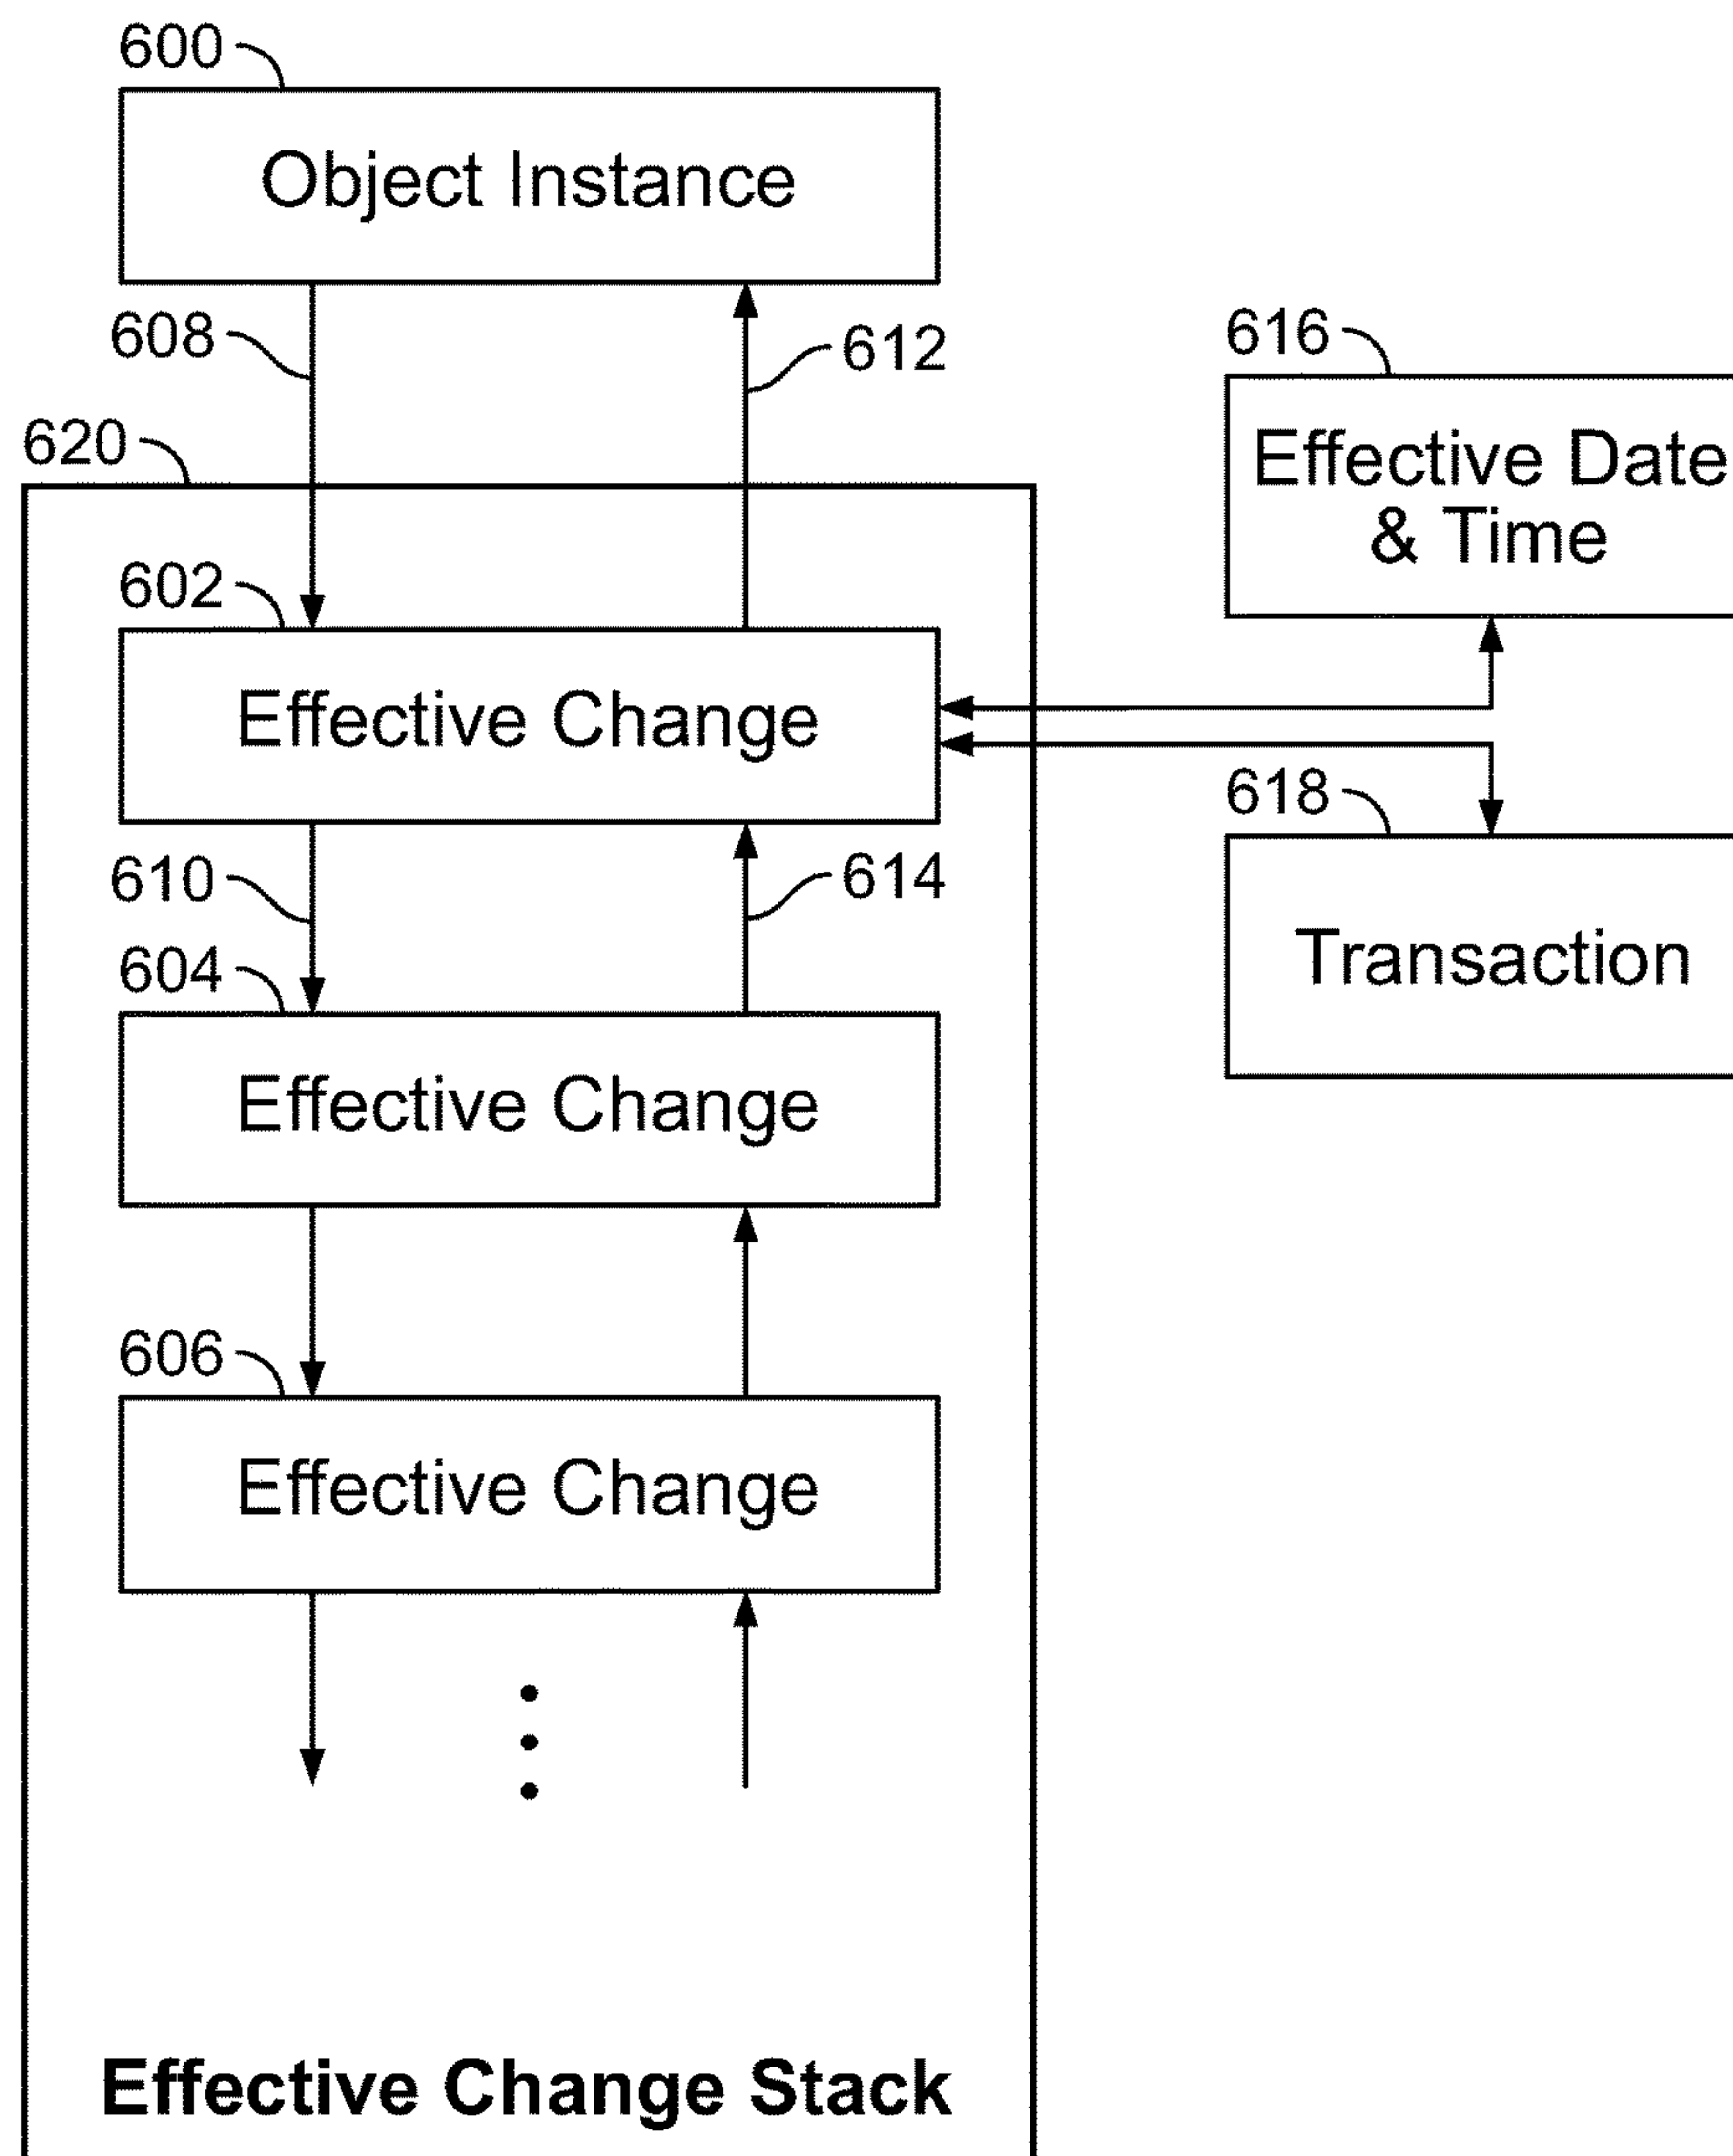 600
Object Instance
608
612
616
Effective Date
& Time
620
602
Effective Change
618
Transaction
610
614
604
Effective Change
606
Effective Change
Effective Change Stack